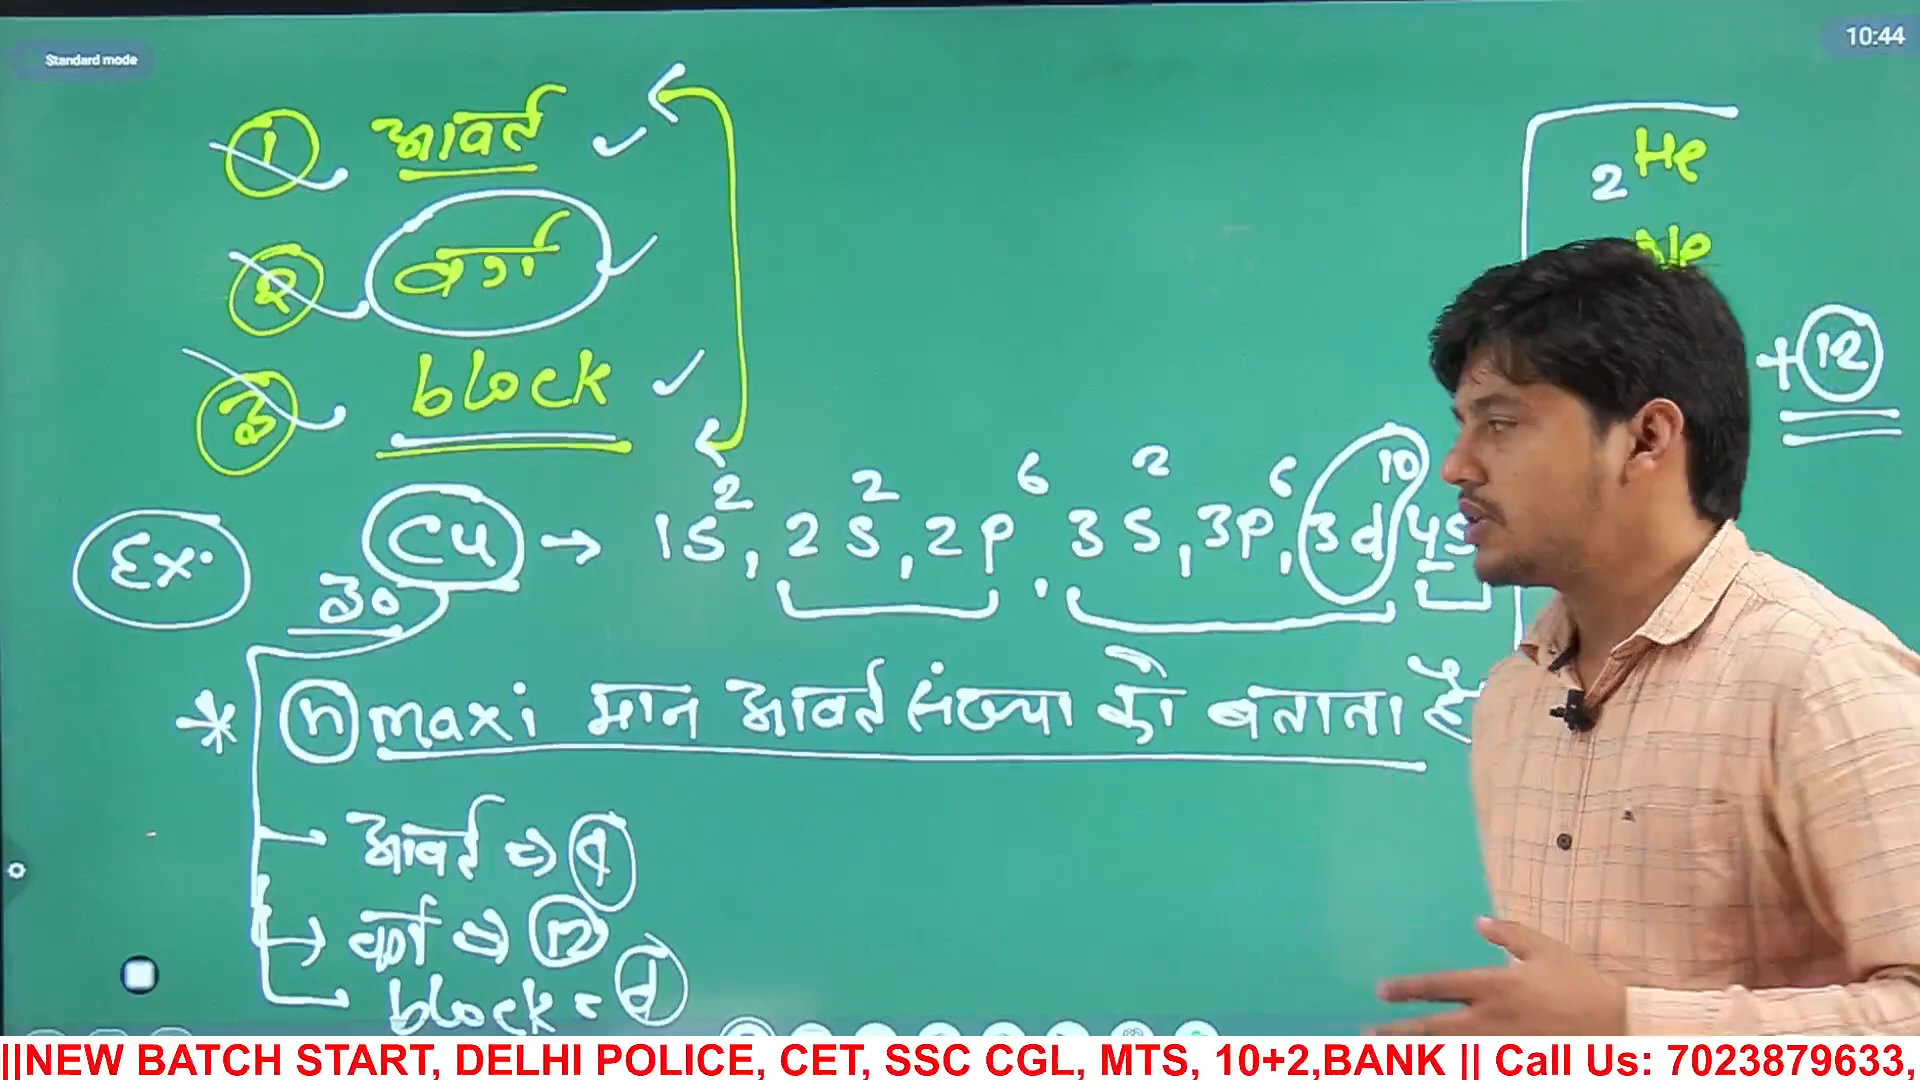 Standard mode
10:44
① आवर्त
② वर्ग
③ block
2He
Ne
+12
Ex. Cu → 1s², 2s², 2p⁶, 3s², 3p⁶, 3d¹⁰ 4s
३०
* n maxi मान आवर्त संख्या को बताता है
आवर्त ⇒ 4
वर्ग ⇒ 12
block = d
||NEW BATCH START, DELHI POLICE, CET, SSC CGL, MTS, 10+2,BANK || Call Us: 7023879633,